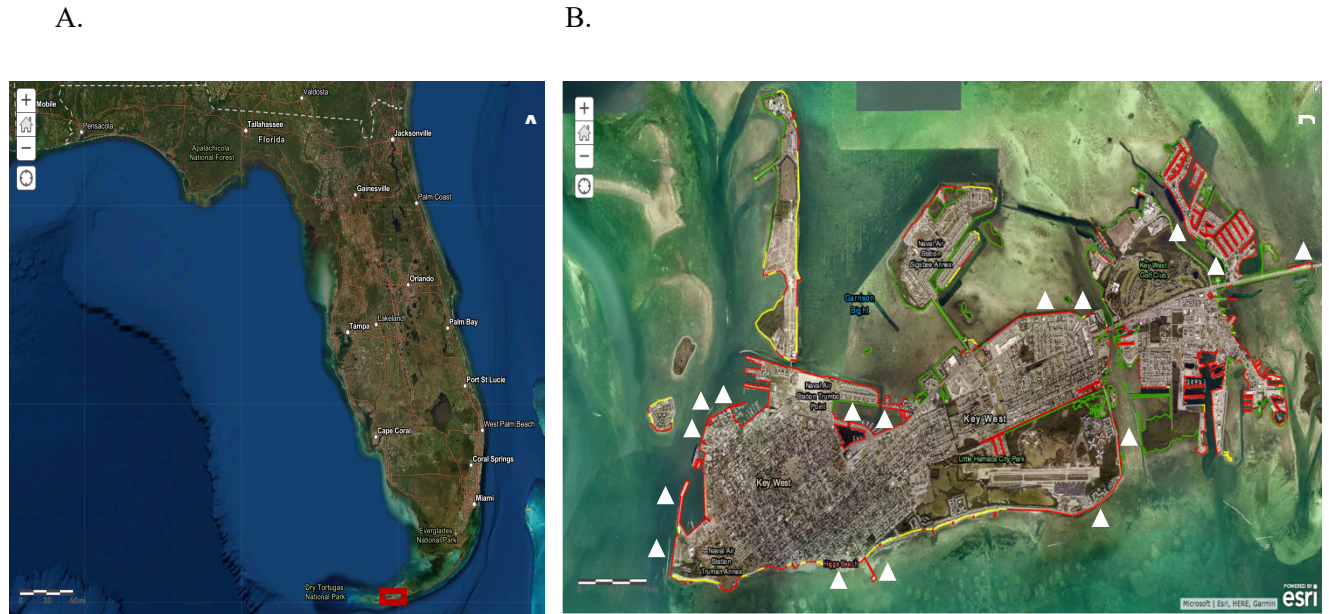 A.
B.
+
−
Mobile
Pensacola
Valdosta
Tallahassee
Florida
Apalachicola
National Forest
Jacksonville
Gainesville
Palm Coast
Orlando
Lakeland
Tampa
Palm Bay
Port St Lucie
West Palm Beach
Cape Coral
Coral Springs
Miami
Everglades
National Park
Dry Tortugas
National Park
0 30 60mi
+
−
Naval Air
Station
Sigsbee Annex
Key West
Golf Club
Garrison
Bight
Naval Air
Station Trumbo
Point
Key West
Little Hamaca City Park
Key West
Naval Air
Station
Truman Annex
Higgs Beach
Microsoft | Esri, HERE, Garmin
POWERED BY
esri